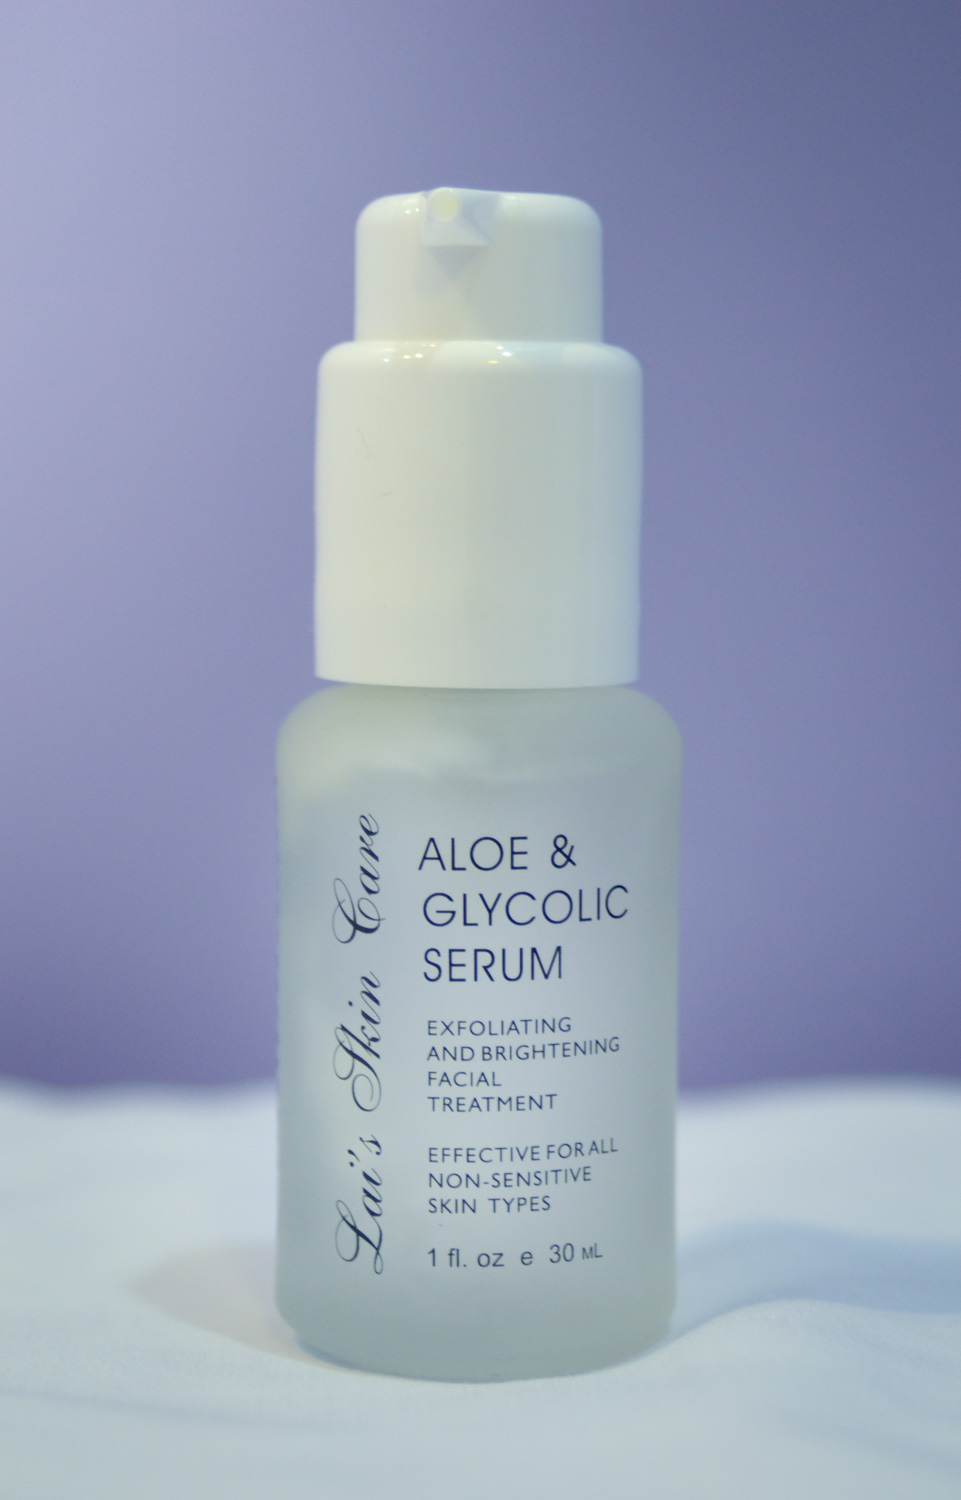 Laï's Skin Care
ALOE &
GLYCOLIC
SERUM
EXFOLIATING
AND BRIGHTENING
FACIAL
TREATMENT
EFFECTIVE FOR ALL
NON-SENSITIVE
SKIN TYPES
1 fl. oz e 30 ML